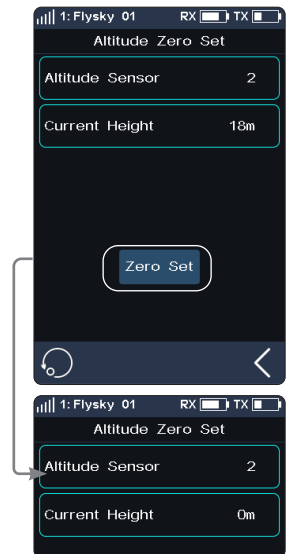 1: Flysky 01 RX TX
Altitude Zero Set
Altitude Sensor 2
Current Height 18m
Zero Set
1: Flysky 01 RX TX
Altitude Zero Set
Altitude Sensor 2
Current Height 0m